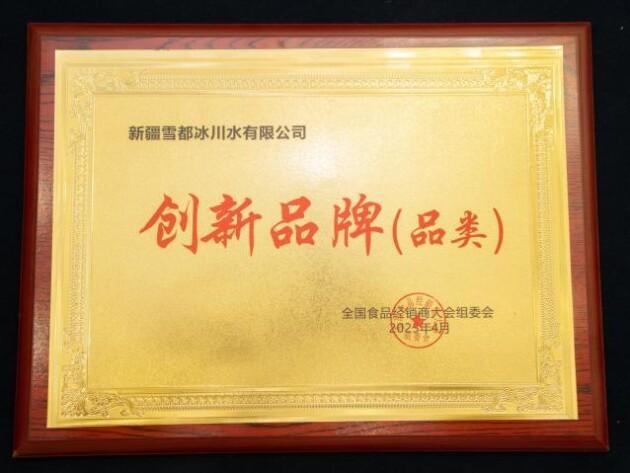 新疆雪都冰川水有限公司
创新品牌(品类)
全国食品经销商大会组委会
2023年4月